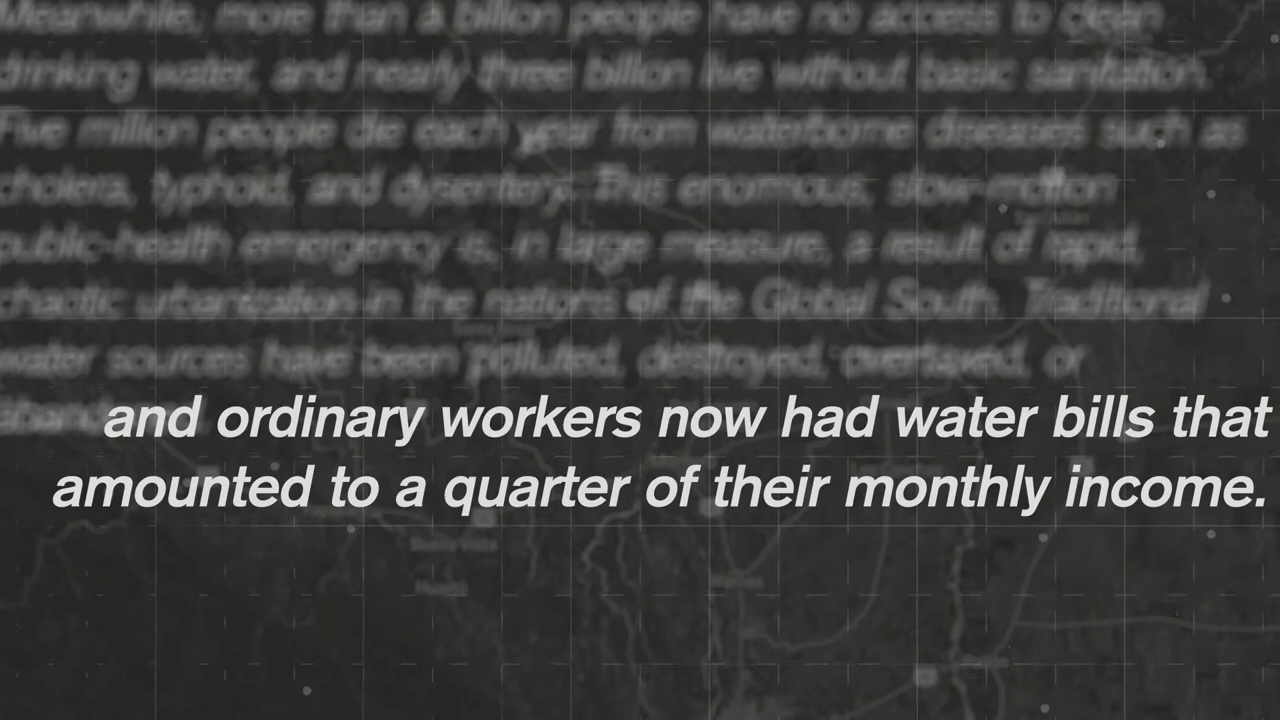 Meanwhile, more than a billion people have no access to clean
drinking water, and nearly three billion live without basic sanitation.
Five million people die each year from waterborne diseases such as
cholera, typhoid, and dysentery. This enormous, slow-motion
public-health emergency is, in large measure, a result of rapid,
chaotic urbanization in the nations of the Global South. Traditional
water sources have been polluted, destroyed, overtaxed, or
and ordinary workers now had water bills that
amounted to a quarter of their monthly income.